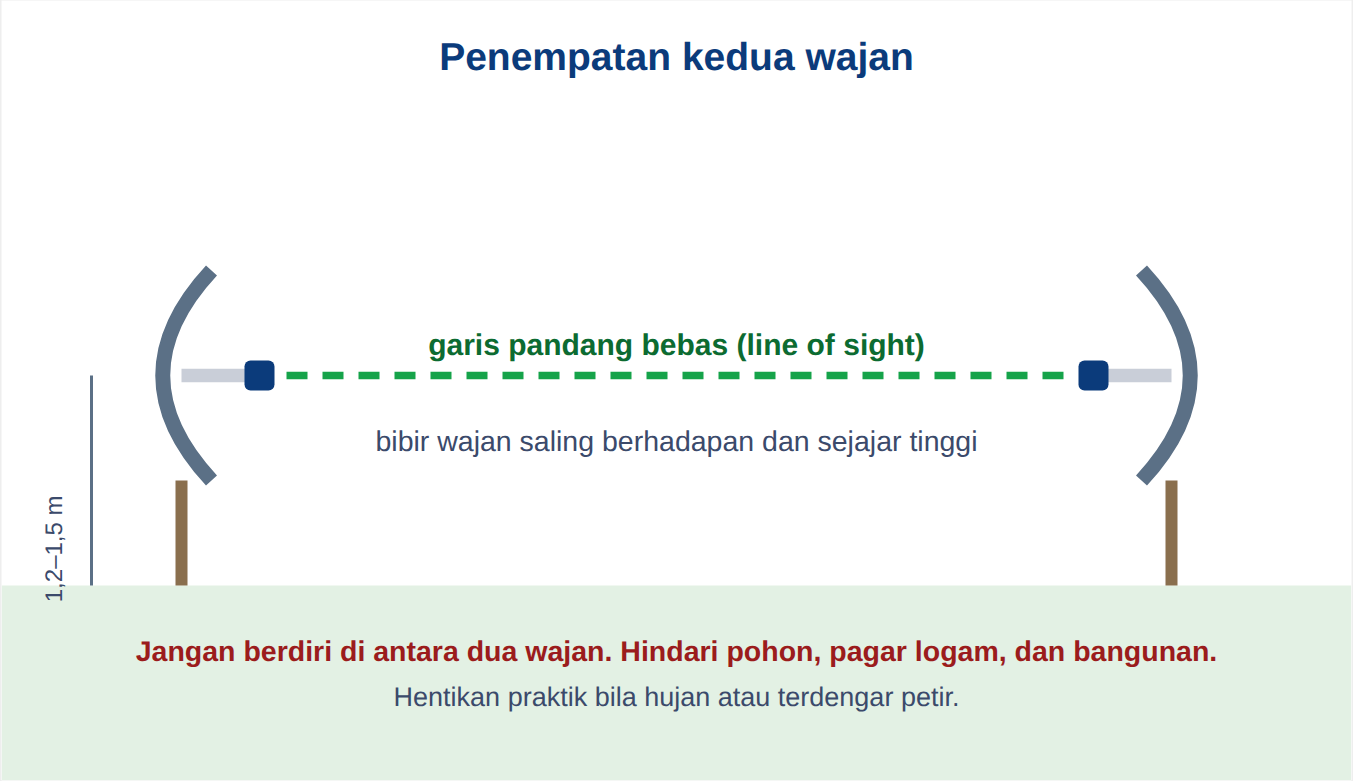 Penempatan kedua wajan
garis pandang bebas (line of sight)
bibir wajan saling berhadapan dan sejajar tinggi
1,2–1,5 m
Jangan berdiri di antara dua wajan. Hindari pohon, pagar logam, dan bangunan.
Hentikan praktik bila hujan atau terdengar petir.